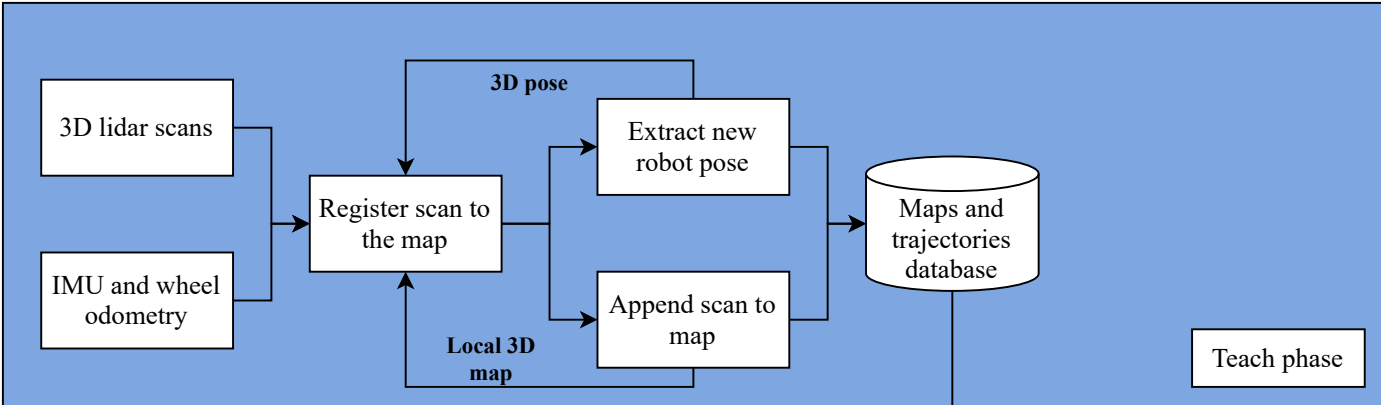 3D pose
3D lidar scans
Extract new
robot pose
Register scan to
the map
Maps and
trajectories
database
IMU and wheel
odometry
Append scan to
map
Local 3D
map
Teach phase